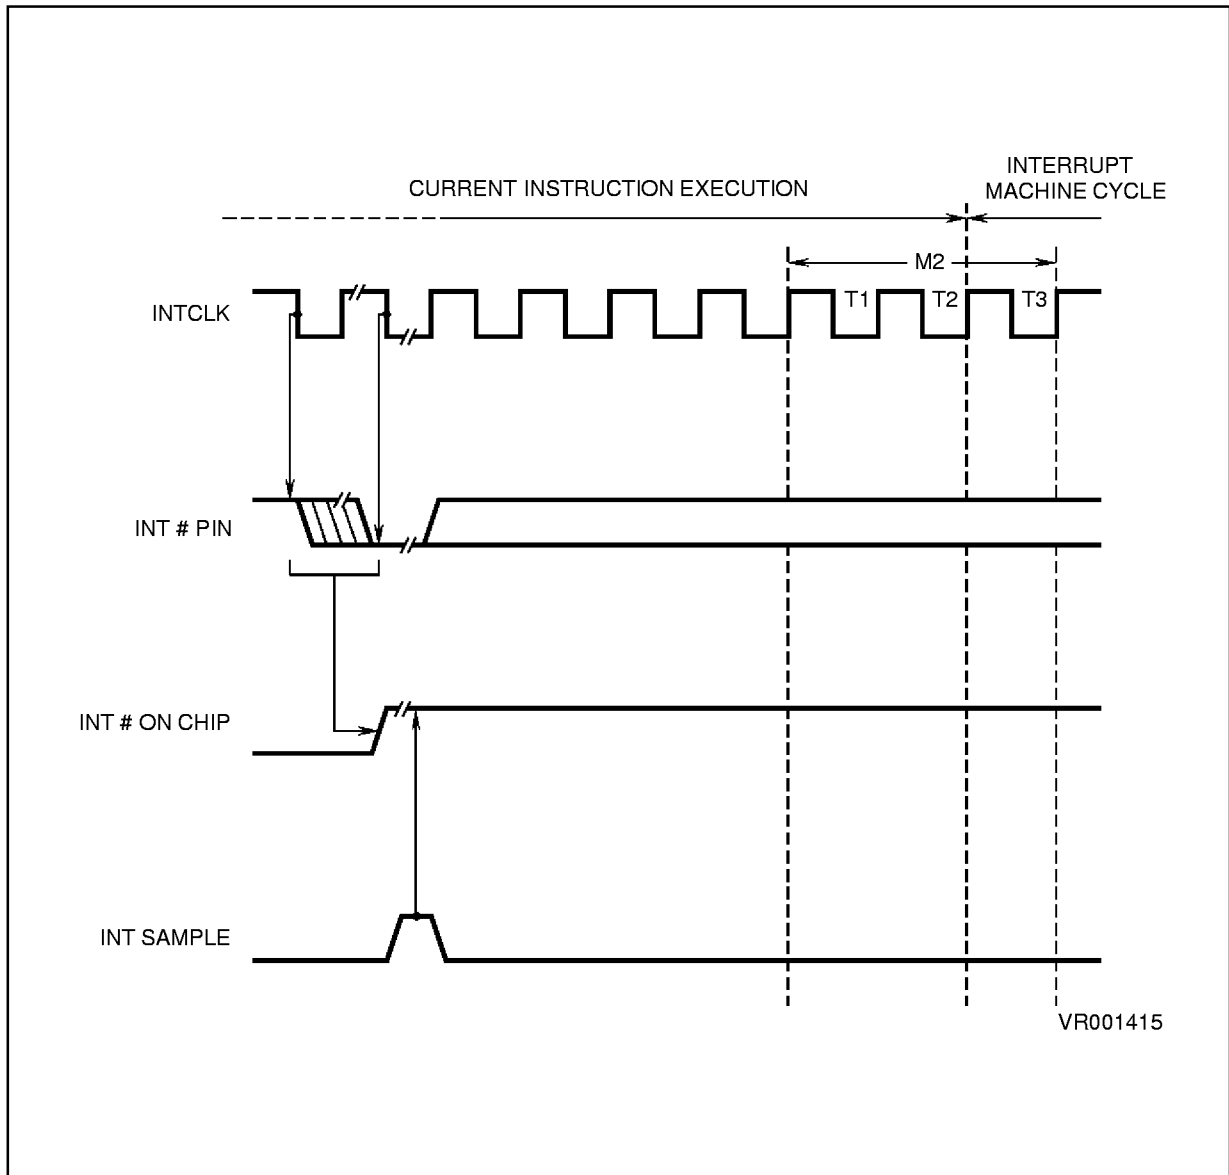 CURRENT INSTRUCTION EXECUTION
INTERRUPT
MACHINE CYCLE
M2
INTCLK
T1
T2
T3
INT # PIN
INT # ON CHIP
INT SAMPLE
VR001415